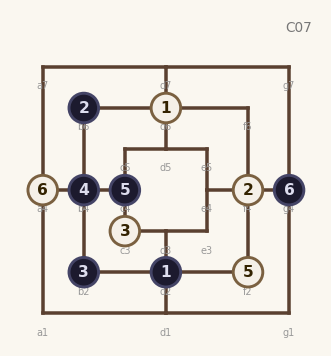 C07
a7 d7 g7
2 1
b6 d6 f6
c5 d5 e5
6 4 5 2 6
a4 b4 c4 e4 f4 g4
3
c3 d3 e3
3 1 5
b2 d2 f2
a1 d1 g1